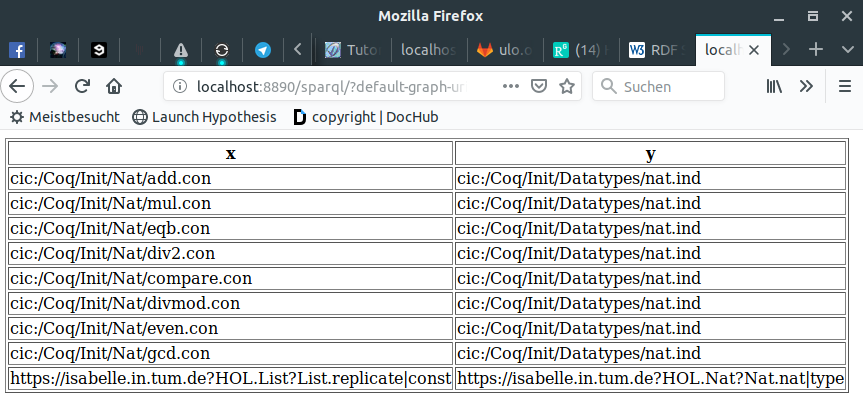 Mozilla Firefox
Tutor localhos ulo.o (14) W3 RDF S localh
localhost:8890/sparql/?default-graph-ur Suchen
Meistbesucht Launch Hypothesis copyright | DocHub
x y
cic:/Coq/Init/Nat/add.con cic:/Coq/Init/Datatypes/nat.ind
cic:/Coq/Init/Nat/mul.con cic:/Coq/Init/Datatypes/nat.ind
cic:/Coq/Init/Nat/eqb.con cic:/Coq/Init/Datatypes/nat.ind
cic:/Coq/Init/Nat/div2.con cic:/Coq/Init/Datatypes/nat.ind
cic:/Coq/Init/Nat/compare.con cic:/Coq/Init/Datatypes/nat.ind
cic:/Coq/Init/Nat/divmod.con cic:/Coq/Init/Datatypes/nat.ind
cic:/Coq/Init/Nat/even.con cic:/Coq/Init/Datatypes/nat.ind
cic:/Coq/Init/Nat/gcd.con cic:/Coq/Init/Datatypes/nat.ind
https://isabelle.in.tum.de?HOL.List?List.replicate|const https://isabelle.in.tum.de?HOL.Nat?Nat.nat|type